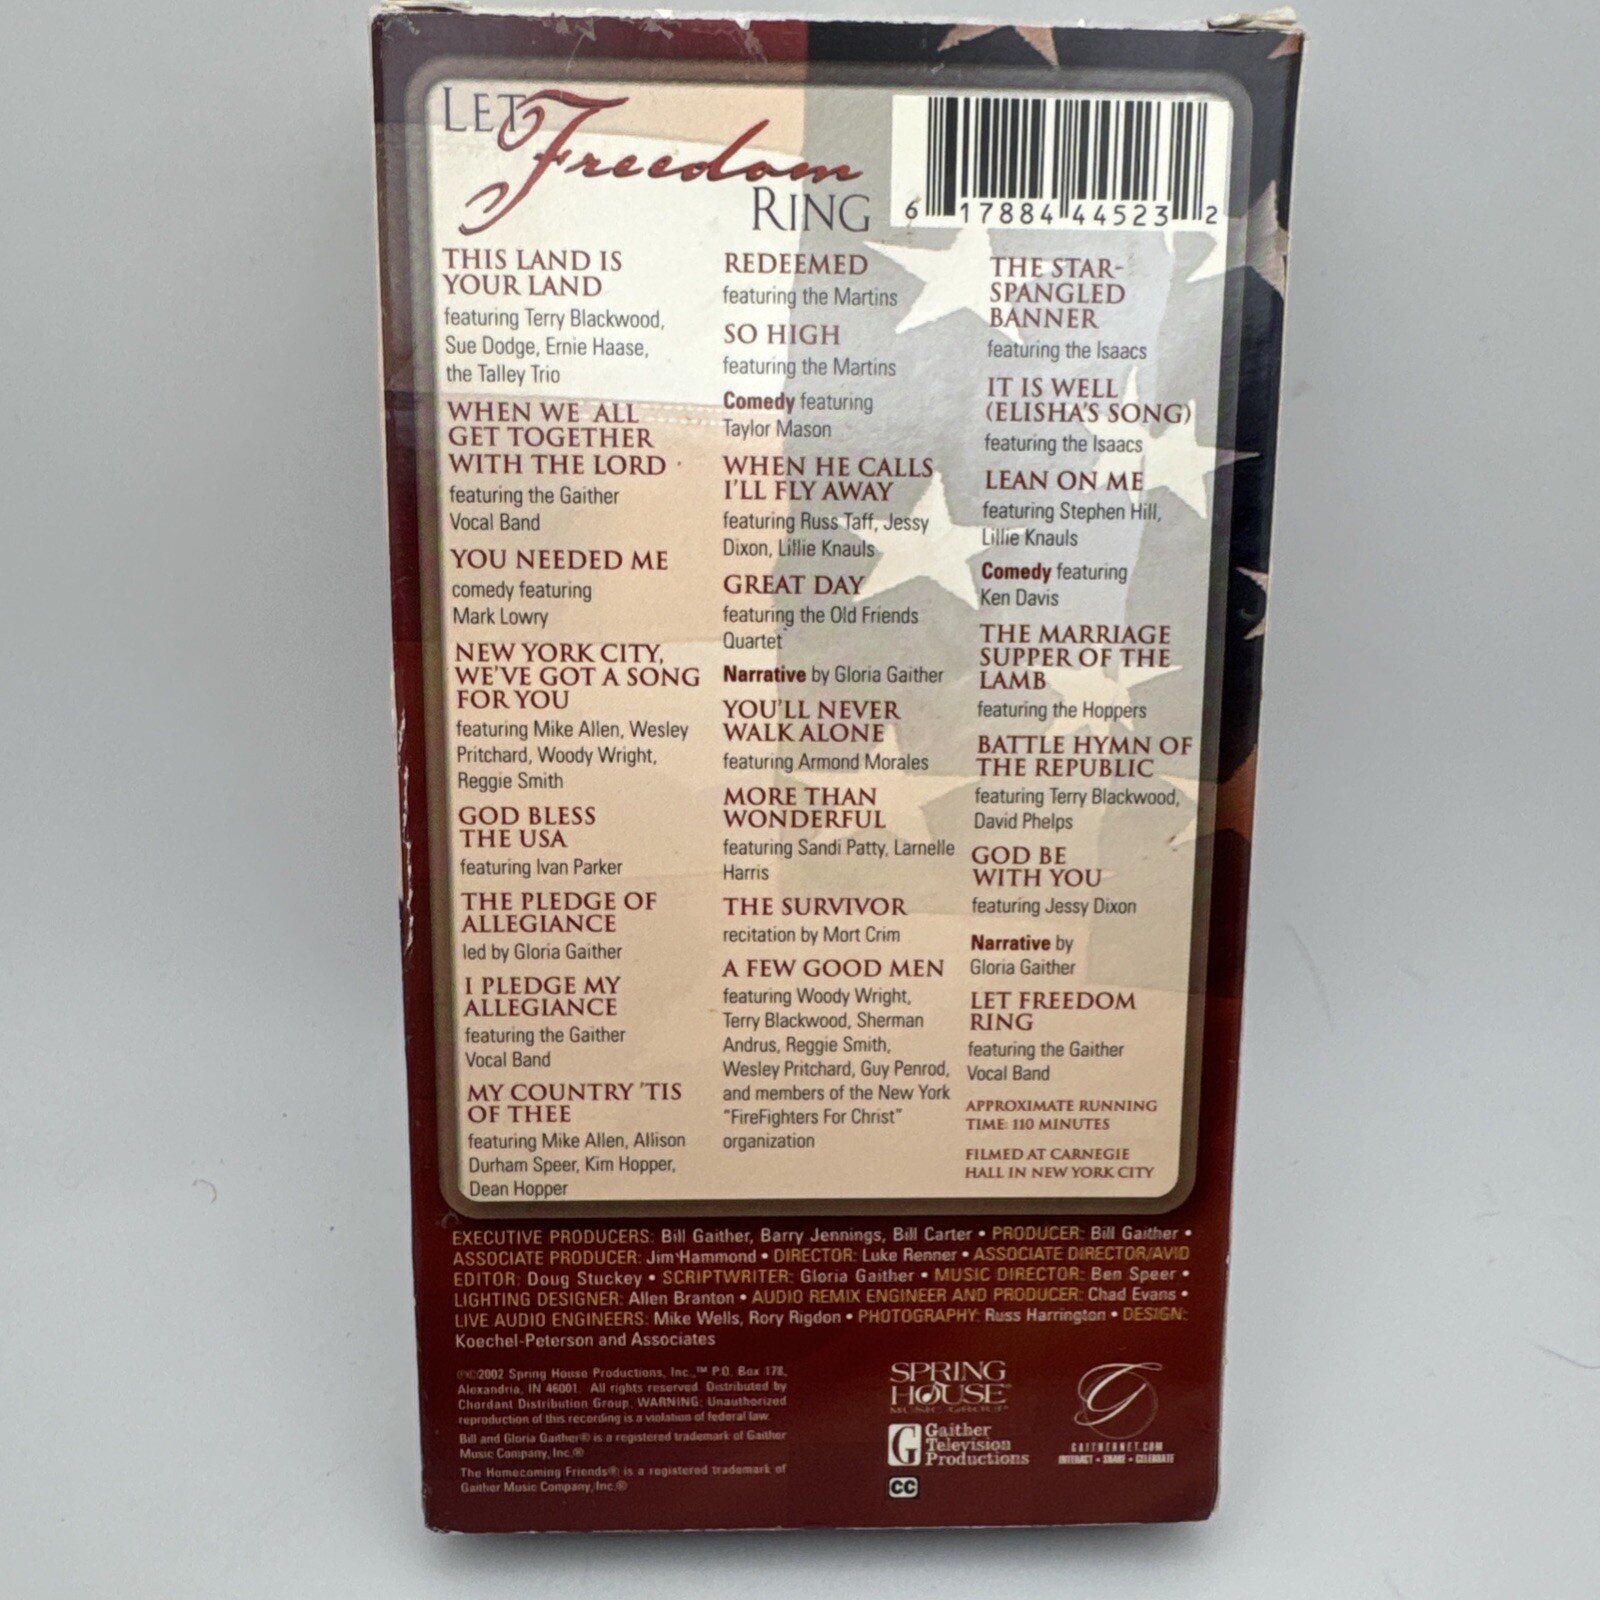 LET Freedom
RING
6 17884 44523 2
THIS LAND IS
YOUR LAND
featuring Terry Blackwood,
Sue Dodge, Ernie Haase,
the Talley Trio
WHEN WE ALL
GET TOGETHER
WITH THE LORD
featuring the Gaither
Vocal Band
YOU NEEDED ME
comedy featuring
Mark Lowry
NEW YORK CITY,
WE'VE GOT A SONG
FOR YOU
featuring Mike Allen, Wesley
Pritchard, Woody Wright,
Reggie Smith
GOD BLESS
THE USA
featuring Ivan Parker
THE PLEDGE OF
ALLEGIANCE
led by Gloria Gaither
I PLEDGE MY
ALLEGIANCE
featuring the Gaither
Vocal Band
MY COUNTRY 'TIS
OF THEE
featuring Mike Allen, Allison
Durham Speer, Kim Hopper,
Dean Hopper
REDEEMED
featuring the Martins
SO HIGH
featuring the Martins
Comedy featuring
Taylor Mason
WHEN HE CALLS
I'LL FLY AWAY
featuring Russ Taff, Jessy
Dixon, Lillie Knauls
GREAT DAY
featuring the Old Friends
Quartet
Narrative by Gloria Gaither
YOU'LL NEVER
WALK ALONE
featuring Armond Morales
MORE THAN
WONDERFUL
featuring Sandi Patty, Larnelle
Harris
THE SURVIVOR
recitation by Mort Crim
A FEW GOOD MEN
featuring Woody Wright,
Terry Blackwood, Sherman
Andrus, Reggie Smith,
Wesley Pritchard, Guy Penrod,
and members of the New York
"FireFighters For Christ"
organization
THE STAR-
SPANGLED
BANNER
featuring the Isaacs
IT IS WELL
(ELISHA'S SONG)
featuring the Isaacs
LEAN ON ME
featuring Stephen Hill,
Lillie Knauls
Comedy featuring
Ken Davis
THE MARRIAGE
SUPPER OF THE
LAMB
featuring the Hoppers
BATTLE HYMN OF
THE REPUBLIC
featuring Terry Blackwood,
David Phelps
GOD BE
WITH YOU
featuring Jessy Dixon
Narrative by
Gloria Gaither
LET FREEDOM
RING
featuring the Gaither
Vocal Band
APPROXIMATE RUNNING
TIME: 110 MINUTES
FILMED AT CARNEGIE
HALL IN NEW YORK CITY
EXECUTIVE PRODUCERS: Bill Gaither, Barry Jennings, Bill Carter • PRODUCER: Bill Gaither •
ASSOCIATE PRODUCER: Jim Hammond • DIRECTOR: Luke Renner • ASSOCIATE DIRECTOR/AVID
EDITOR: Doug Stuckey • SCRIPTWRITER: Gloria Gaither • MUSIC DIRECTOR: Ben Speer •
LIGHTING DESIGNER: Allen Branton • AUDIO REMIX ENGINEER AND PRODUCER: Chad Evans •
LIVE AUDIO ENGINEERS: Mike Wells, Rory Rigdon • PHOTOGRAPHY: Russ Harrington • DESIGN:
Koechel-Peterson and Associates
℗©2002 Spring House Productions, Inc.,™ P.O. Box 178,
Alexandria, IN 46001. All rights reserved. Distributed by
Chordant Distribution Group. WARNING: Unauthorized
reproduction of this recording is a violation of federal law.
Bill and Gloria Gaither® is a registered trademark of Gaither
Music Company, Inc.®
The Homecoming Friends® is a registered trademark of
Gaither Music Company, Inc.®
SPRING
HOUSE
MUSIC GROUP
G Gaither
Television
Productions
CC
G
GAITHERNET.COM
INTERACT • SHARE • CELEBRATE